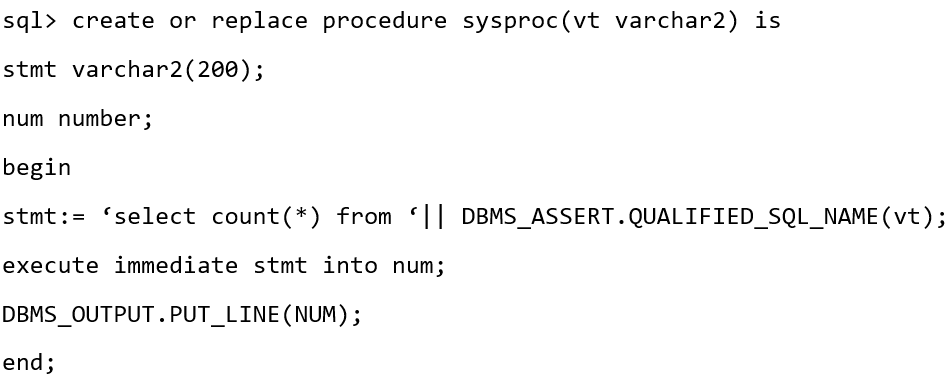 sql> create or replace procedure sysproc(vt varchar2) is
stmt varchar2(200);
num number;
begin
stmt:= ‘select count(*) from ‘|| DBMS_ASSERT.QUALIFIED_SQL_NAME(vt);
execute immediate stmt into num;
DBMS_OUTPUT.PUT_LINE(NUM);
end;